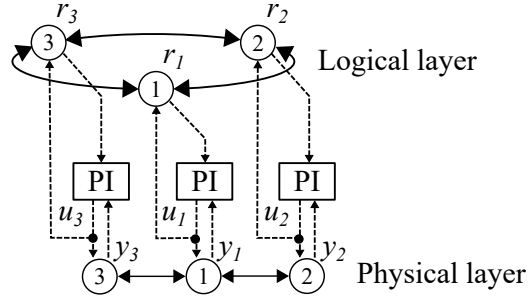 r3 r2
3 2
r1
Logical layer
1
PI PI PI
u3 u1 u2
y3 y1 y2
3 1 2
Physical layer